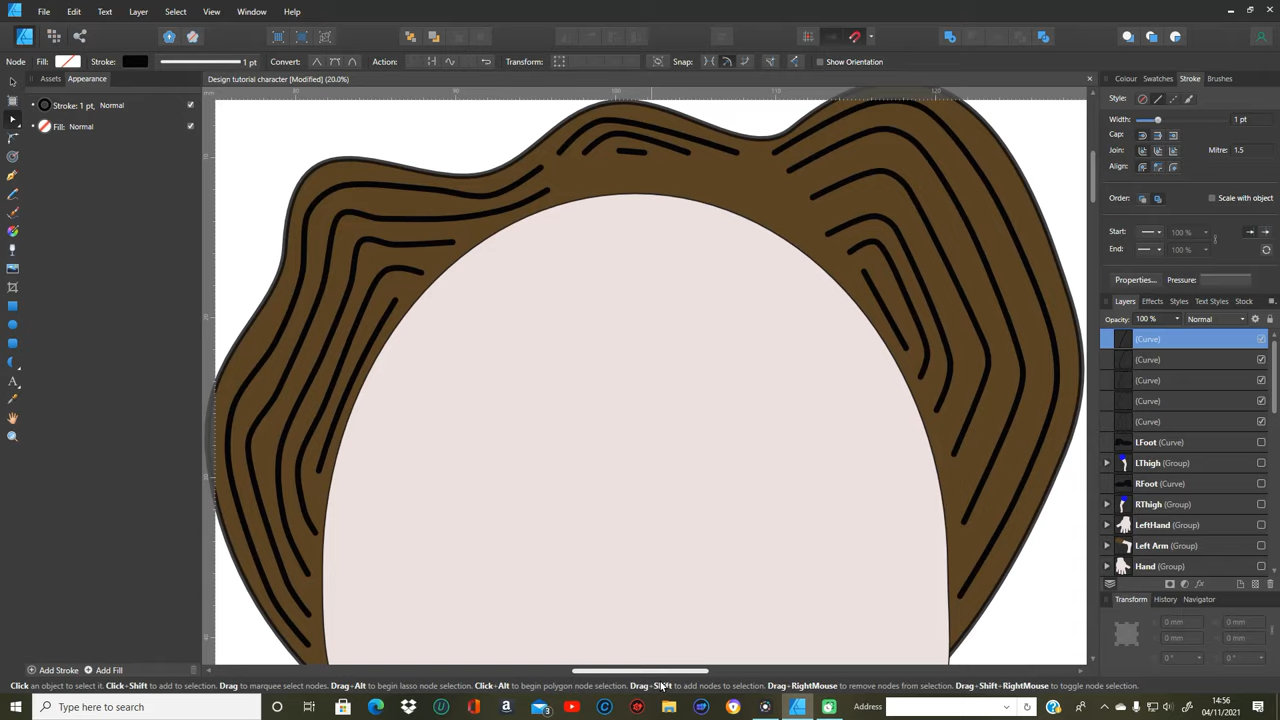 File Edit Text Layer Select View Window Help
Node Fill: Stroke: 1 pt Convert: Action: Transform: Snap: Show Orientation
Assets Appearance
Design tutorial character [Modified] (20.0%)
Colour Swatches Stroke Brushes
Stroke: 1 pt, Normal
Fill: Normal
mm 80 90 100 110 120
Style:
Width: 1 pt
Cap:
Join: Mitre: 1.5
Align:
Order: Scale with object
Start: 100 %
End: 100 %
Properties... Pressure:
Layers Effects Styles Text Styles Stock
Opacity: 100 % Normal
(Curve)
(Curve)
(Curve)
(Curve)
(Curve)
LFoot (Curve)
LThigh (Group)
RFoot (Curve)
RThigh (Group)
LeftHand (Group)
Left Arm (Group)
Hand (Group)
Transform History Navigator
X: 0 mm W: 0 mm
Y: 0 mm H: 0 mm
R: 0 ° S: 0 °
Add Stroke Add Fill
Click an object to select it. Click+Shift to add to selection. Drag to marquee select nodes. Drag+Alt to begin lasso node selection. Click+Alt to begin polygon node selection. Drag+Shift to add nodes to selection. Drag+RightMouse to remove nodes from selection. Drag+Shift+RightMouse to toggle node selection.
Type here to search
Address
14:56
04/11/2021